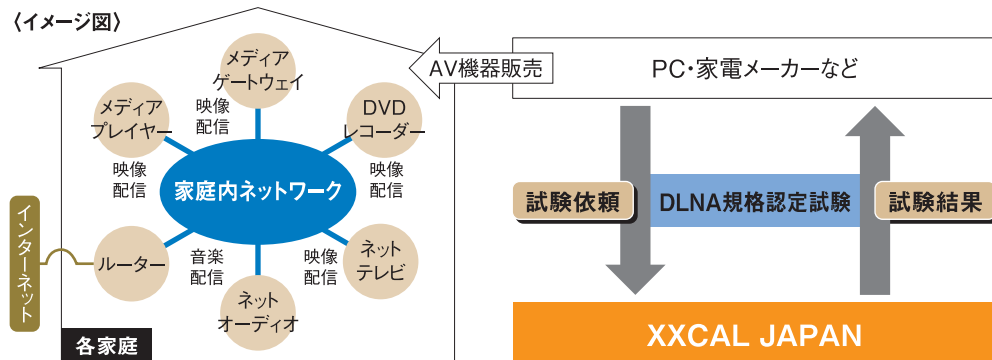 〈イメージ図〉
メディア
ゲートウェイ
映像
配信
メディア
プレイヤー
映像
配信
DVD
レコーダー
映像
配信
家庭内ネットワーク
インターネット
ルーター
音楽
配信
映像
配信
ネット
テレビ
ネット
オーディオ
各家庭
AV機器販売
PC・家電メーカーなど
試験依頼
DLNA規格認定試験
試験結果
XXCAL JAPAN